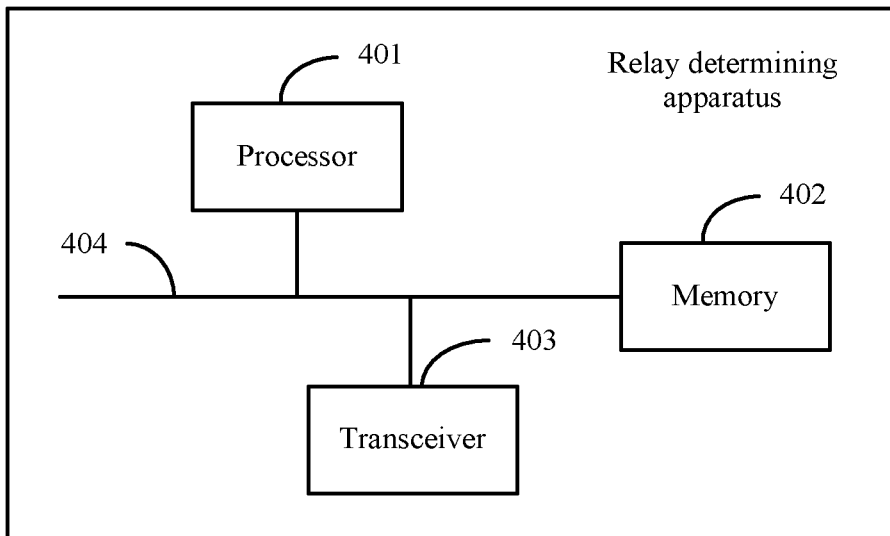 401
Relay determining
apparatus
Processor
402
404
Memory
403
Transceiver